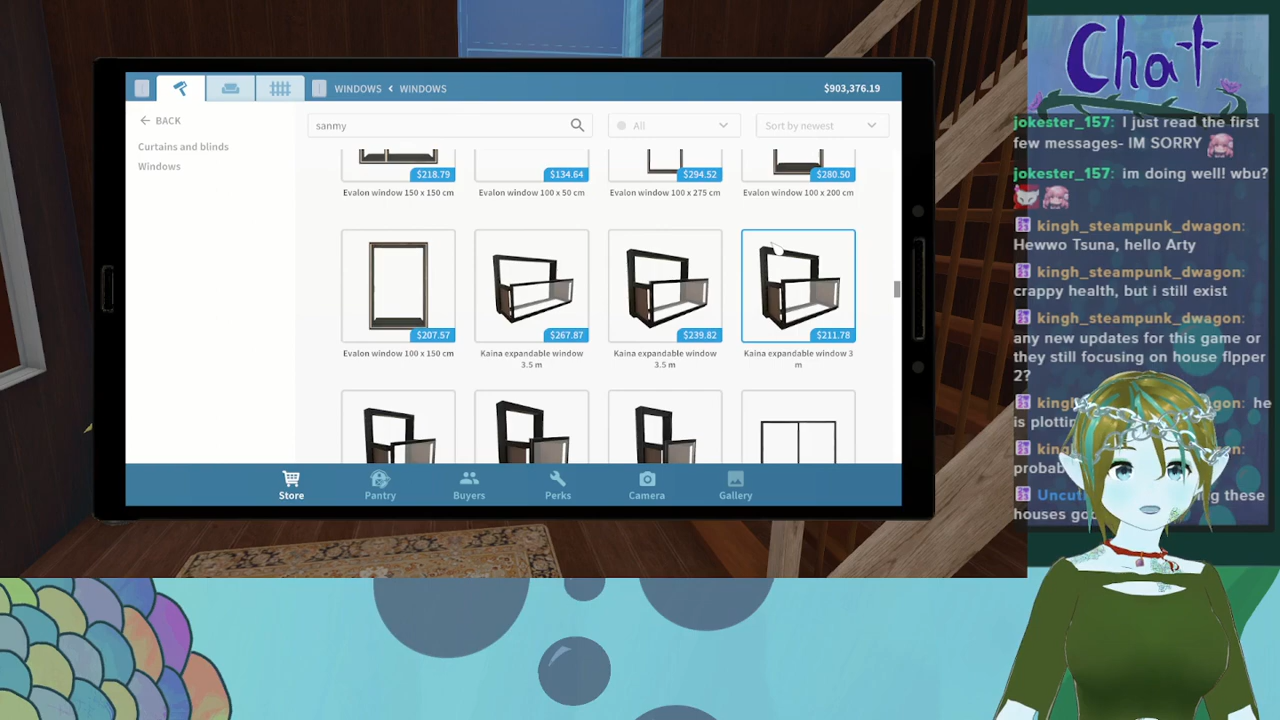 WINDOWS < WINDOWS
$903,376.19
BACK
Curtains and blinds
Windows
sanmy
All
Sort by newest
$218.79
$134.64
$294.52
$280.50
Evalon window 150 x 150 cm
Evalon window 100 x 50 cm
Evalon window 100 x 275 cm
Evalon window 100 x 200 cm
$207.57
$267.87
$239.82
$211.78
Evalon window 100 x 150 cm
Kaina expandable window
3.5 m
Kaina expandable window
3.5 m
Kaina expandable window 3
m
Store
Pantry
Buyers
Perks
Camera
Gallery
Chat
jokester_157: I just read the first
few messages- IM SORRY
jokester_157: im doing well! wbu?
kingh_steampunk_dwagon:
Hewwo Tsuna, hello Arty
kingh_steampunk_dwagon:
crappy health, but i still exist
kingh_steampunk_dwagon:
any new updates for this game or
they still focusing on house flpper
2?
he
is
these
houses